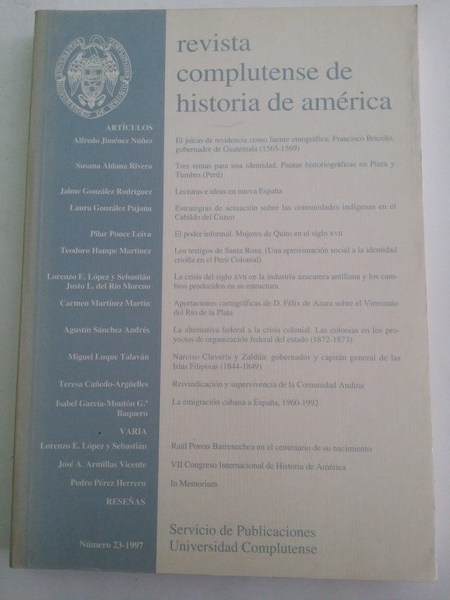 revista
complutense de
historia de américa
ARTÍCULOS
Alfredo Jiménez Núñez
El juicio de residencia como fuente etnográfica: Francisco Briceño,
gobernador de Guatemala (1565-1569)
Susana Aldana Rivera
Tres temas para una identidad. Pautas historiográficas en Piura y
Tumbes (Perú)
Jaime González Rodríguez
Lecturas e ideas en nueva España
Laura González Pujana
Estrategias de actuación sobre las comunidades indígenas en el
Cabildo del Cuzco
Pilar Ponce Leiva
El poder informal. Mujeres de Quito en el siglo XVII
Teodoro Hampe Martínez
Los testigos de Santa Rosa. (Una aproximación social a la identidad
criolla en el Perú Colonial)
Lorenzo E. López y Sebastián
Justo L. del Río Moreno
La crisis del siglo XVII en la industria azucarera antillana y los cam-
bios producidos en su estructura
Carmen Martínez Martín
Aportaciones cartográficas de D. Félix de Azara sobre el Virreinato
del Río de la Plata
Agustín Sánchez Andrés
La alternativa federal a la crisis colonial. Las colonias en los pro-
yectos de organización federal del estado (1872-1873)
Miguel Luque Talaván
Narciso Clavería y Zaldúa: gobernador y capitán general de las
Islas Filipinas (1844-1849)
Teresa Cañedo-Argüelles
Reivindicación y supervivencia de la Comunidad Andina
Isabel García-Montón G.ª
Baquero
La emigración cubana a España, 1960-1992
VARIA
Lorenzo E. López y Sebastián
Raúl Porras Barrenechea en el centenario de su nacimiento
José A. Armillas Vicente
VII Congreso Internacional de Historia de América
Pedro Pérez Herrero
In Memoriam
RESEÑAS
Número 23-1997
Servicio de Publicaciones
Universidad Complutense